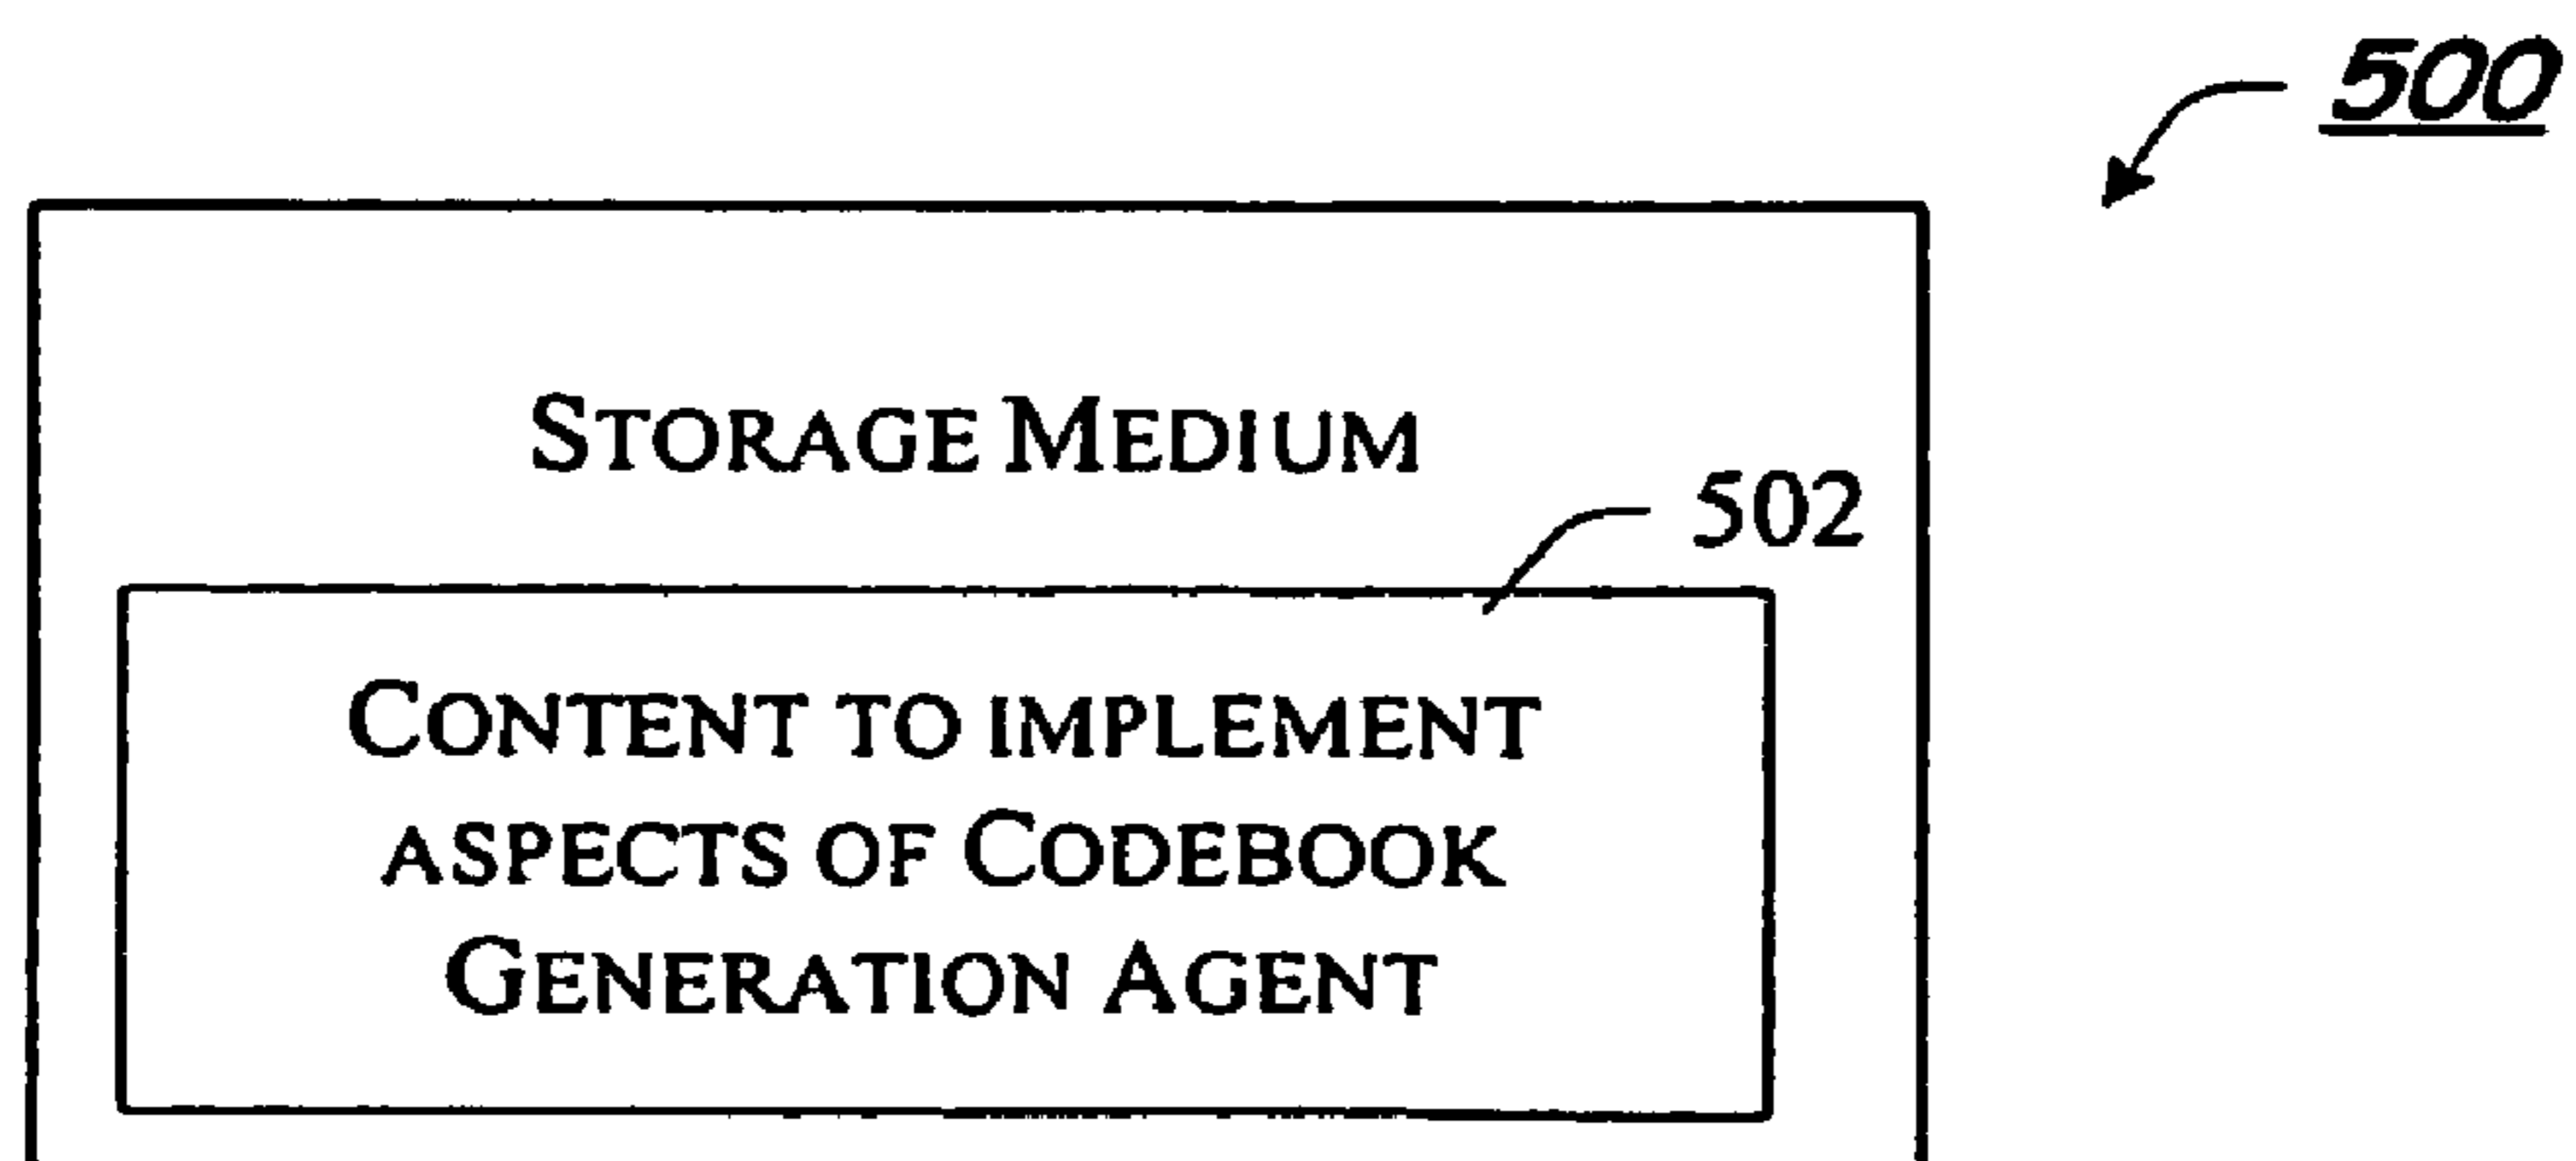 500
STORAGE MEDIUM
502
CONTENT TO IMPLEMENT
ASPECTS OF CODEBOOK
GENERATION AGENT